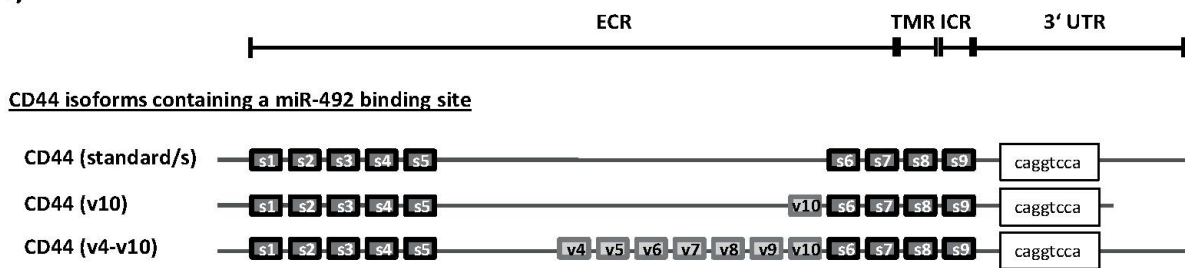 ECR TMR ICR 3' UTR
CD44 isoforms containing a miR-492 binding site
CD44 (standard/s) s1 s2 s3 s4 s5 s6 s7 s8 s9 caggtcca
CD44 (v10) s1 s2 s3 s4 s5 v10 s6 s7 s8 s9 caggtcca
CD44 (v4-v10) s1 s2 s3 s4 s5 v4 v5 v6 v7 v8 v9 v10 s6 s7 s8 s9 caggtcca